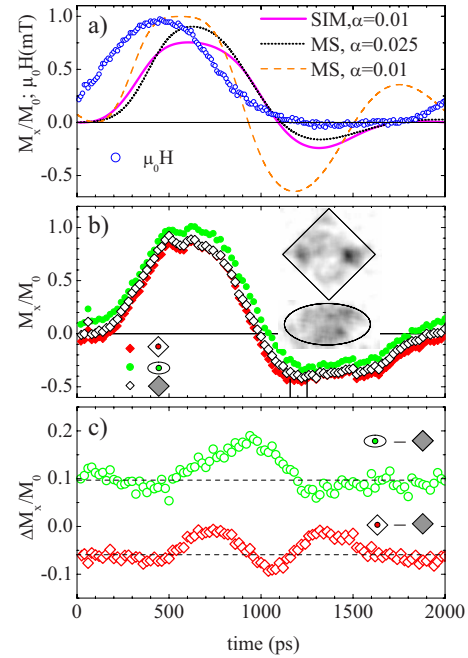 a)
SIM,α=0.01
MS, α=0.025
MS, α=0.01
μ₀H
1.0
0.5
0.0
-0.5
Mₓ/M₀; μ₀H(mT)
b)
1.0
0.5
0.0
-0.5
Mₓ/M₀
c)
0.2
0.1
0.0
-0.1
ΔMₓ/M₀
0 500 1000 1500 2000
time (ps)